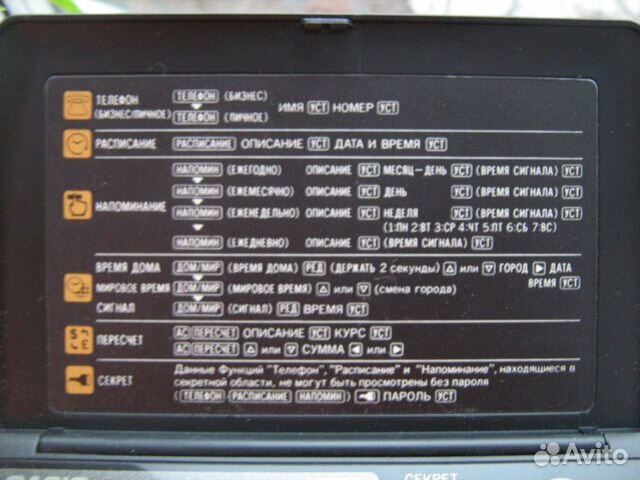 ТЕЛЕФОН (БИЗНЕС/ЛИЧНОЕ) ТЕЛЕФОН (БИЗНЕС)
ТЕЛЕФОН (ЛИЧНОЕ) ИМЯ УСТ НОМЕР УСТ
РАСПИСАНИЕ РАСПИСАНИЕ ОПИСАНИЕ УСТ ДАТА И ВРЕМЯ УСТ
НАПОМИН (ЕЖЕГОДНО) ОПИСАНИЕ УСТ МЕСЯЦ-ДЕНЬ УСТ (ВРЕМЯ СИГНАЛА) УСТ
НАПОМИН (ЕЖЕМЕСЯЧНО) ОПИСАНИЕ УСТ ДЕНЬ УСТ (ВРЕМЯ СИГНАЛА) УСТ
НАПОМИНАНИЕ НАПОМИН (ЕЖЕНЕДЕЛЬНО) ОПИСАНИЕ УСТ НЕДЕЛЯ УСТ (ВРЕМЯ СИГНАЛА) УСТ
(1:ПН 2:ВТ 3:СР 4:ЧТ 5:ПТ 6:СБ 7:ВС)
НАПОМИН (ЕЖЕДНЕВНО) ОПИСАНИЕ УСТ (ВРЕМЯ СИГНАЛА) УСТ
ВРЕМЯ ДОМА ДОМ/МИР (ВРЕМЯ ДОМА) РЕД (ДЕРЖАТЬ 2 секунды) △ или ▽ ГОРОД ▶ ДАТА
МИРОВОЕ ВРЕМЯ ДОМ/МИР (МИРОВОЕ ВРЕМЯ) △ или ▽ (смена города) ВРЕМЯ УСТ
СИГНАЛ ДОМ/МИР (СИГНАЛ) РЕД ВРЕМЯ УСТ
ПЕРЕСЧЕТ AC ПЕРЕСЧЕТ ОПИСАНИЕ УСТ КУРС УСТ
AC ПЕРЕСЧЕТ △ или ▽ СУММА ◀ или ▶
СЕКРЕТ Данные Функций "Телефон", "Расписание" и "Напоминание", находящиеся в
секретной области, не могут быть просмотрены без пароля
(ТЕЛЕФОН РАСПИСАНИЕ НАПОМИН) ПАРОЛЬ УСТ
CASIO СЕКРЕТ
Avito